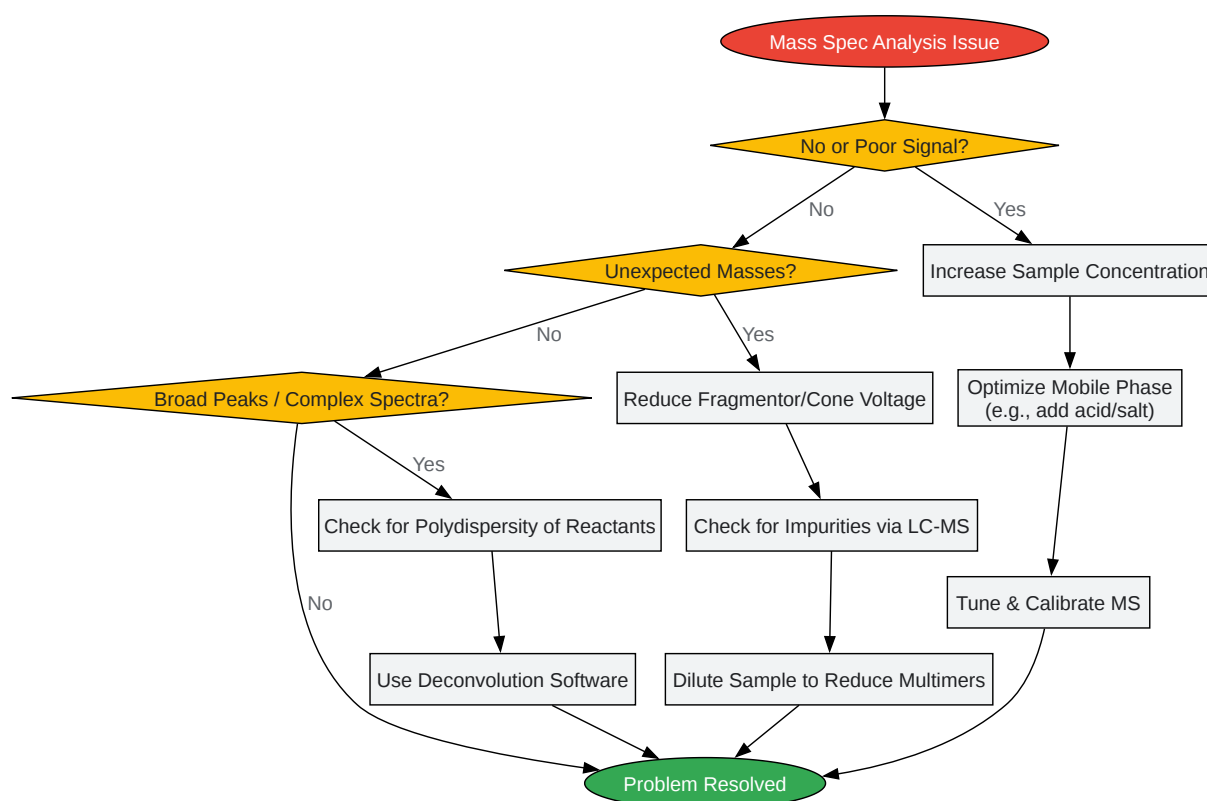 Mass Spec Analysis Issue
No or Poor Signal?
No
Yes
Unexpected Masses?
Increase Sample Concentration
No
Yes
Broad Peaks / Complex Spectra?
Reduce Fragmentor/Cone Voltage
Optimize Mobile Phase
(e.g., add acid/salt)
Yes
Check for Polydispersity of Reactants
Check for Impurities via LC-MS
No
Tune & Calibrate MS
Use Deconvolution Software
Dilute Sample to Reduce Multimers
Problem Resolved